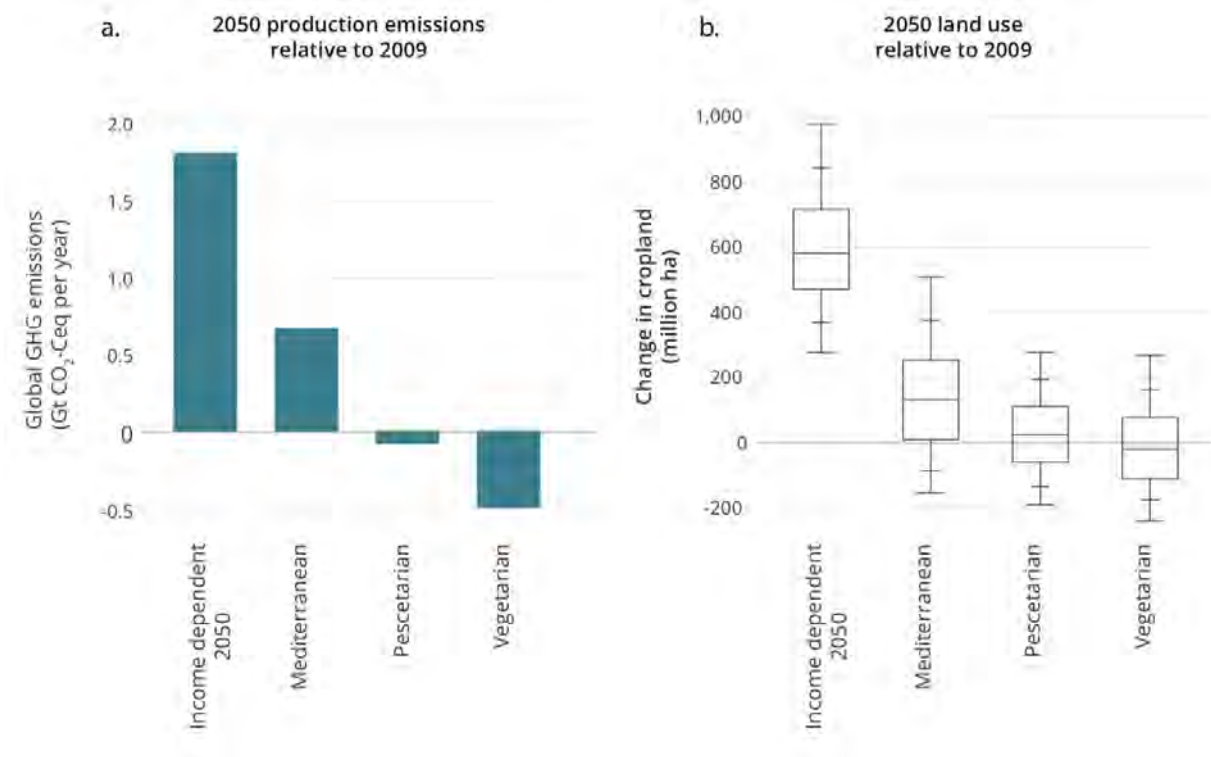 a.
2050 production emissions
relative to 2009
Global GHG emissions
(Gt CO₂-Ceq per year)
2.0
1.5
1.0
0.5
0
-0.5
Income dependent
2050
Mediterranean
Pescetarian
Vegetarian
b.
2050 land use
relative to 2009
Change in cropland
(million ha)
1,000
800
600
400
200
0
-200
Income dependent
2050
Mediterranean
Pescetarian
Vegetarian